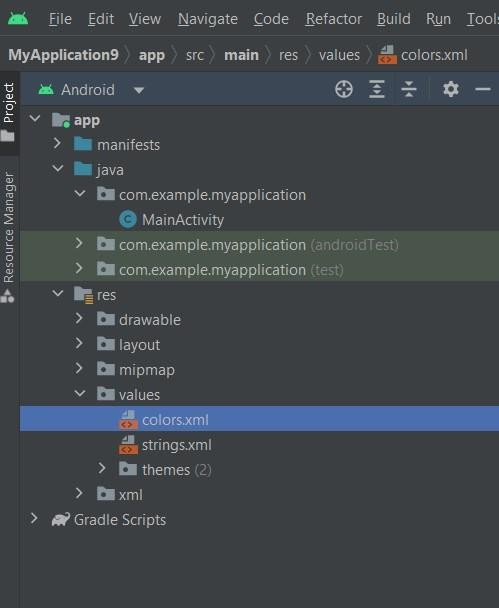 File Edit View Navigate Code Refactor Build Run Tools
MyApplication9 app src main res values colors.xml
Project
Resource Manager
Android
app
manifests
java
com.example.myapplication
C MainActivity
com.example.myapplication (androidTest)
com.example.myapplication (test)
res
drawable
layout
mipmap
values
colors.xml
strings.xml
themes (2)
xml
Gradle Scripts